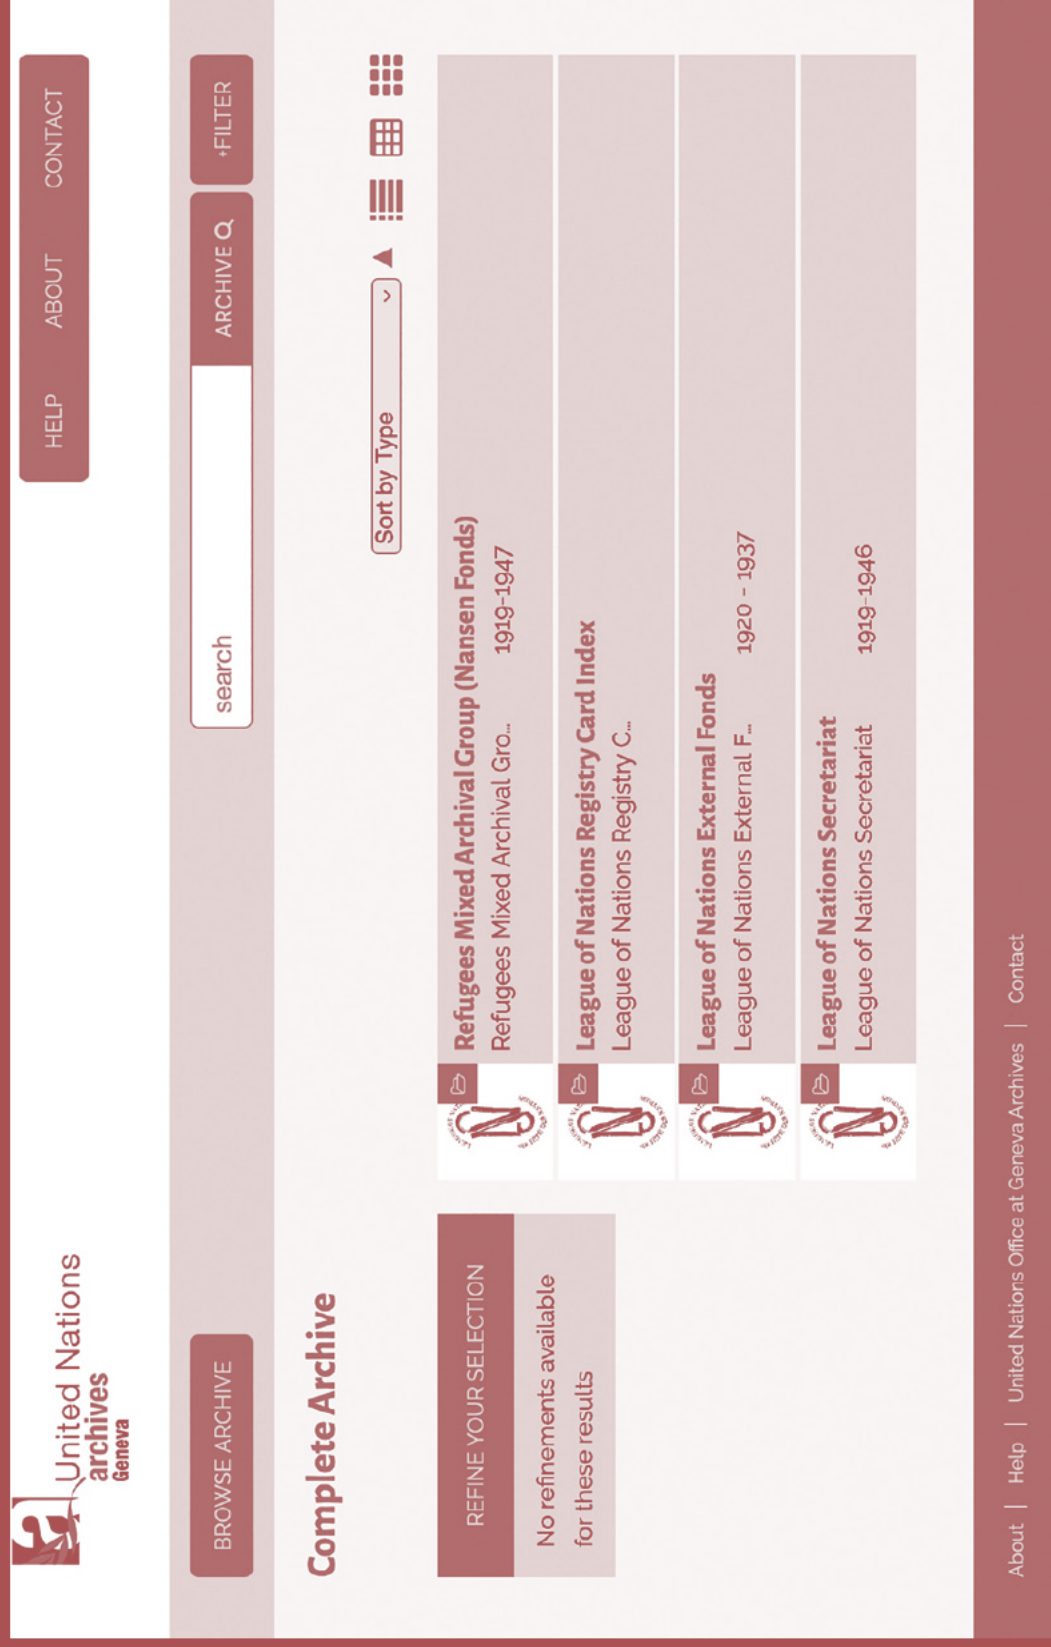 United Nations
archives
Geneva
HELP ABOUT CONTACT
BROWSE ARCHIVE
search
ARCHIVE
+FILTER
Complete Archive
Sort by Type
REFINE YOUR SELECTION
No refinements available
for these results
Refugees Mixed Archival Group (Nansen Fonds)
Refugees Mixed Archival Gro... 1919-1947
League of Nations Registry Card Index
League of Nations Registry C...
League of Nations External Fonds
League of Nations External F... 1920 - 1937
League of Nations Secretariat
League of Nations Secretariat 1919-1946
About | Help | United Nations Office at Geneva Archives | Contact